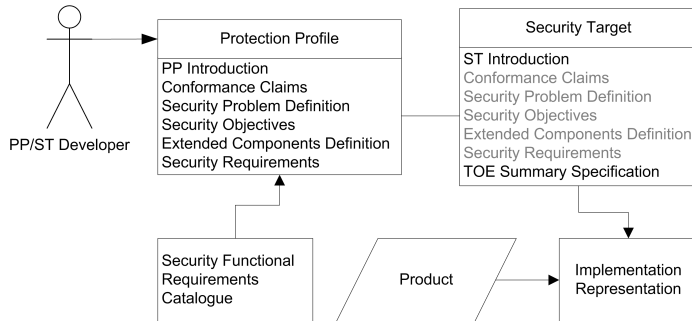 Protection Profile
PP Introduction
Conformance Claims
Security Problem Definition
Security Objectives
Extended Components Definition
Security Requirements
Security Target
ST Introduction
Conformance Claims
Security Problem Definition
Security Objectives
Extended Components Definition
Security Requirements
TOE Summary Specification
PP/ST Developer
Security Functional
Requirements
Catalogue
Product
Implementation
Representation